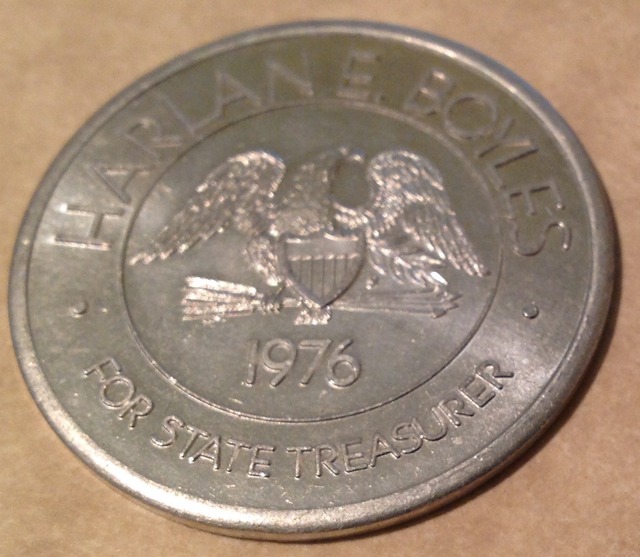 HARLAN E. BOYLES
1976
FOR STATE TREASURER